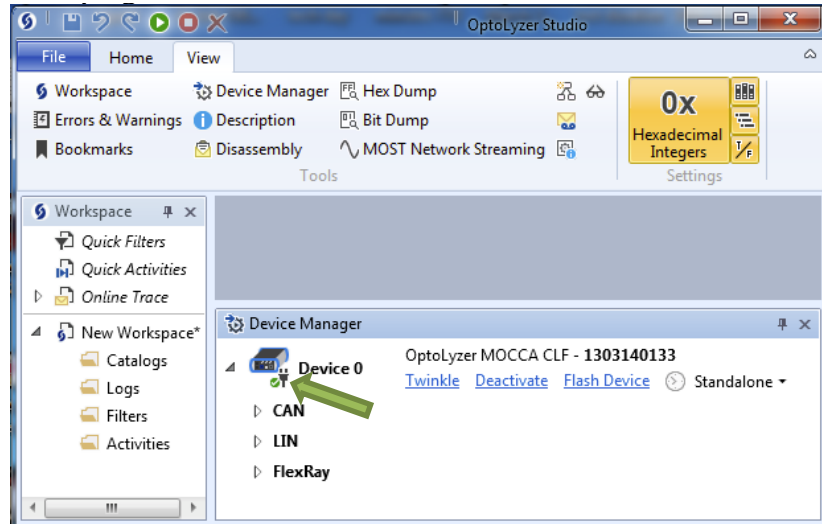 OptoLyzer Studio
File Home View
Workspace Device Manager Hex Dump
Errors & Warnings Description Bit Dump
Bookmarks Disassembly MOST Network Streaming
Tools
0x
Hexadecimal
Integers
Settings
Workspace
Quick Filters
Quick Activities
Online Trace
New Workspace*
Catalogs
Logs
Filters
Activities
Device Manager
Device 0 OptoLyzer MOCCA CLF - 1303140133
Twinkle Deactivate Flash Device Standalone
CAN
LIN
FlexRay